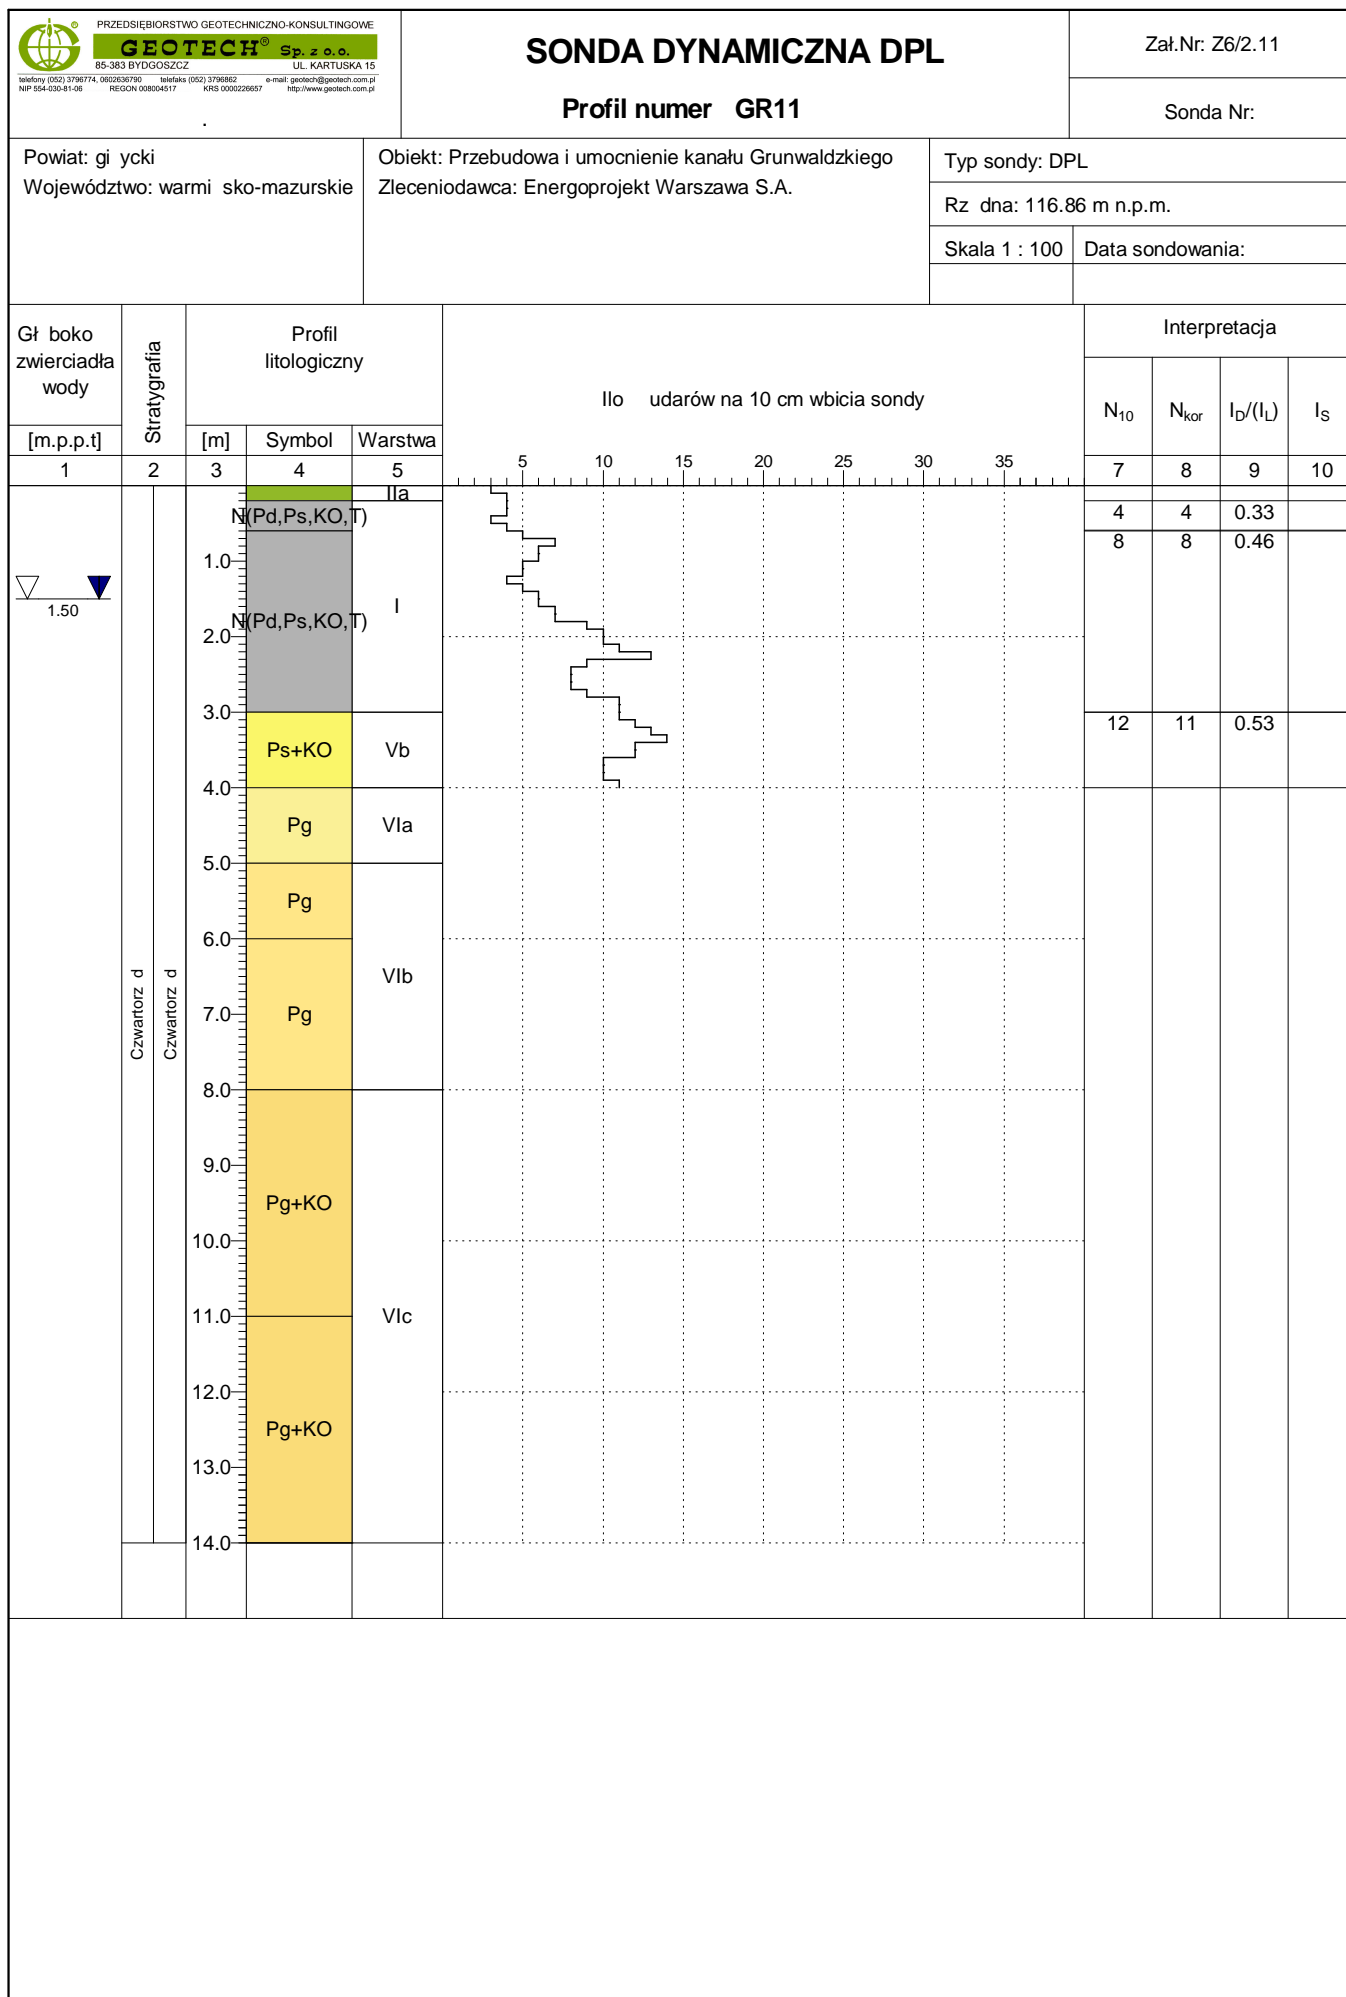 PRZEDSIĘBIORSTWO GEOTECHNICZNO-KONSULTINGOWE
GEOTECH® Sp. z o.o.
85-383 BYDGOSZCZ UL. KARTUSKA 15
telefony (052) 3796774, 0602636790 telefaks (052) 3796862 e-mail: geotech@geotech.com.pl
NIP 554-030-81-06 REGON 008004517 KRS 0000226657 http://www.geotech.com.pl
.
SONDA DYNAMICZNA DPL
Profil numer GR11
Zał.Nr: Z6/2.11
Sonda Nr:
Powiat: gi ycki
Województwo: warmi sko-mazurskie
Obiekt: Przebudowa i umocnienie kanału Grunwaldzkiego
Zleceniodawca: Energoprojekt Warszawa S.A.
Typ sondy: DPL
Rz dna: 116.86 m n.p.m.
Skala 1 : 100 Data sondowania:
Gł boko
zwierciadła
wody
[m.p.p.t]
Stratygrafia
Profil
litologiczny
[m] Symbol Warstwa
Ilo udarów na 10 cm wbicia sondy
Interpretacja
N10 Nkor ID/(IL) IS
1 2 3 4 5
5 10 15 20 25 30 35
7 8 9 10
IIa
N(Pd,Ps,KO,T)
4 4 0.33
8 8 0.46
1.0
1.50
I
N(Pd,Ps,KO,T)
2.0
3.0
12 11 0.53
Ps+KO Vb
4.0
Pg VIa
5.0
Pg
6.0
VIb
Czwartorz d
Czwartorz d
7.0
Pg
8.0
9.0
Pg+KO
10.0
11.0
VIc
12.0
Pg+KO
13.0
14.0